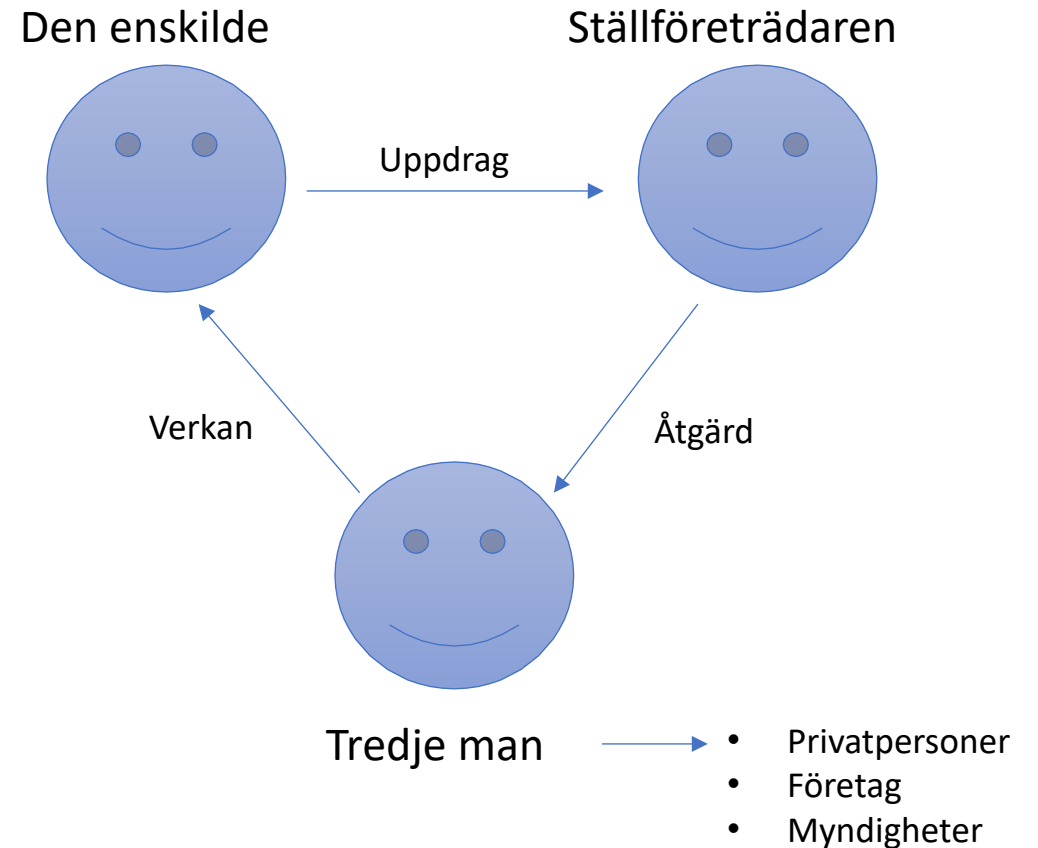 Den enskilde
Ställföreträdaren
Uppdrag
Verkan
Åtgärd
Tredje man
• Privatpersoner
• Företag
• Myndigheter